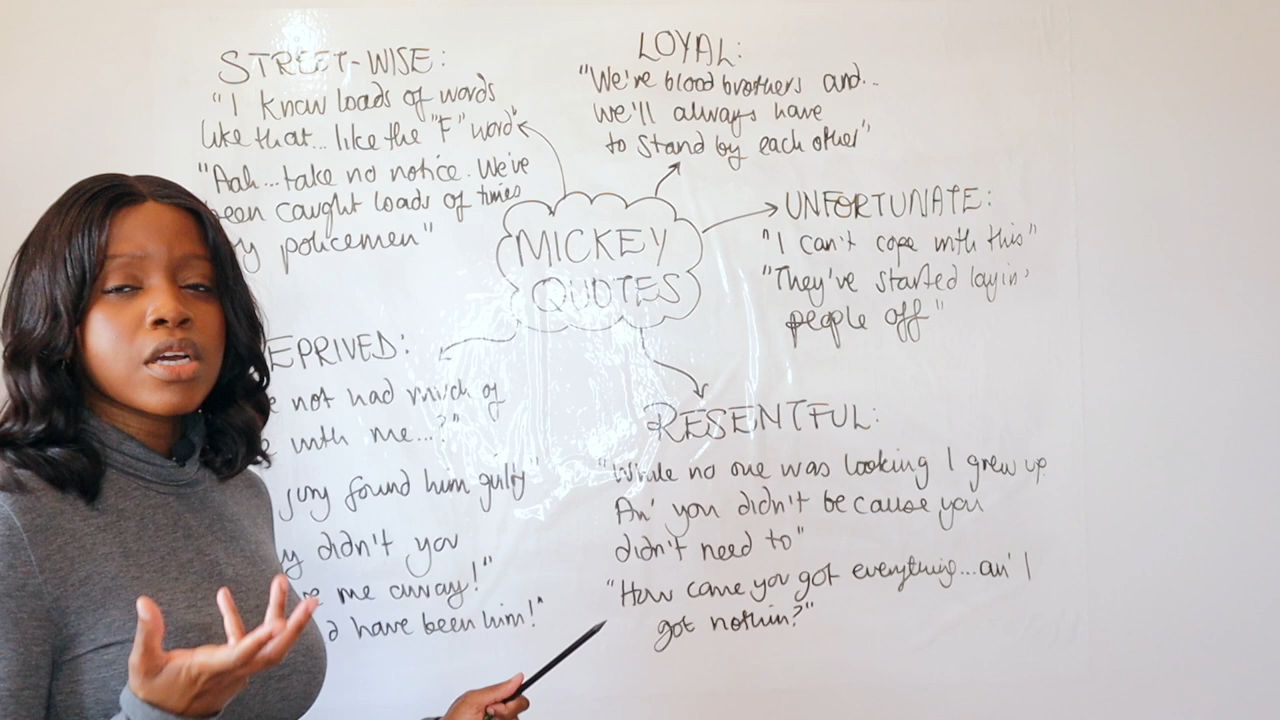 STREET-WISE:
"I know loads of words
like that... like the "F" word"
"Aah...take no notice. We've
been caught loads of times
by policemen"
LOYAL:
"We're blood brothers and...
we'll always have
to stand by each other"
MICKEY
QUOTES
UNFORTUNATE:
"I can't cope with this"
"They've started layin'
people off"
EPRIVED:
not had much of
with me...?"
jury found him guilty"
didn't you
me away!"
have been him!"
RESENTFUL:
"While no one was looking I grew up.
An' you didn't because you
didn't need to"
"How come you got everything...an' I
got nothin?"